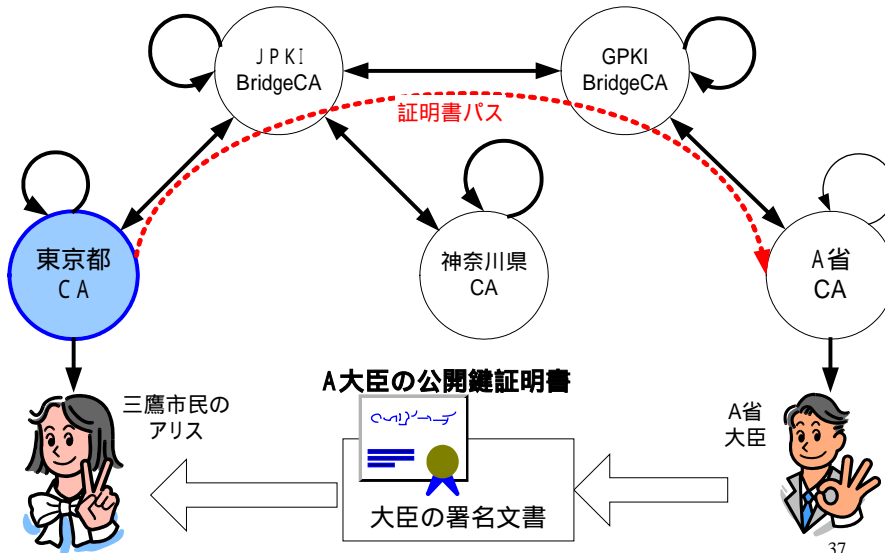 JPKI
BridgeCA
GPKI
BridgeCA
証明書パス
東京都
CA
神奈川県
CA
A省
CA
A大臣の公開鍵証明書
三鷹市民の
アリス
A省
大臣
大臣の署名文書
37